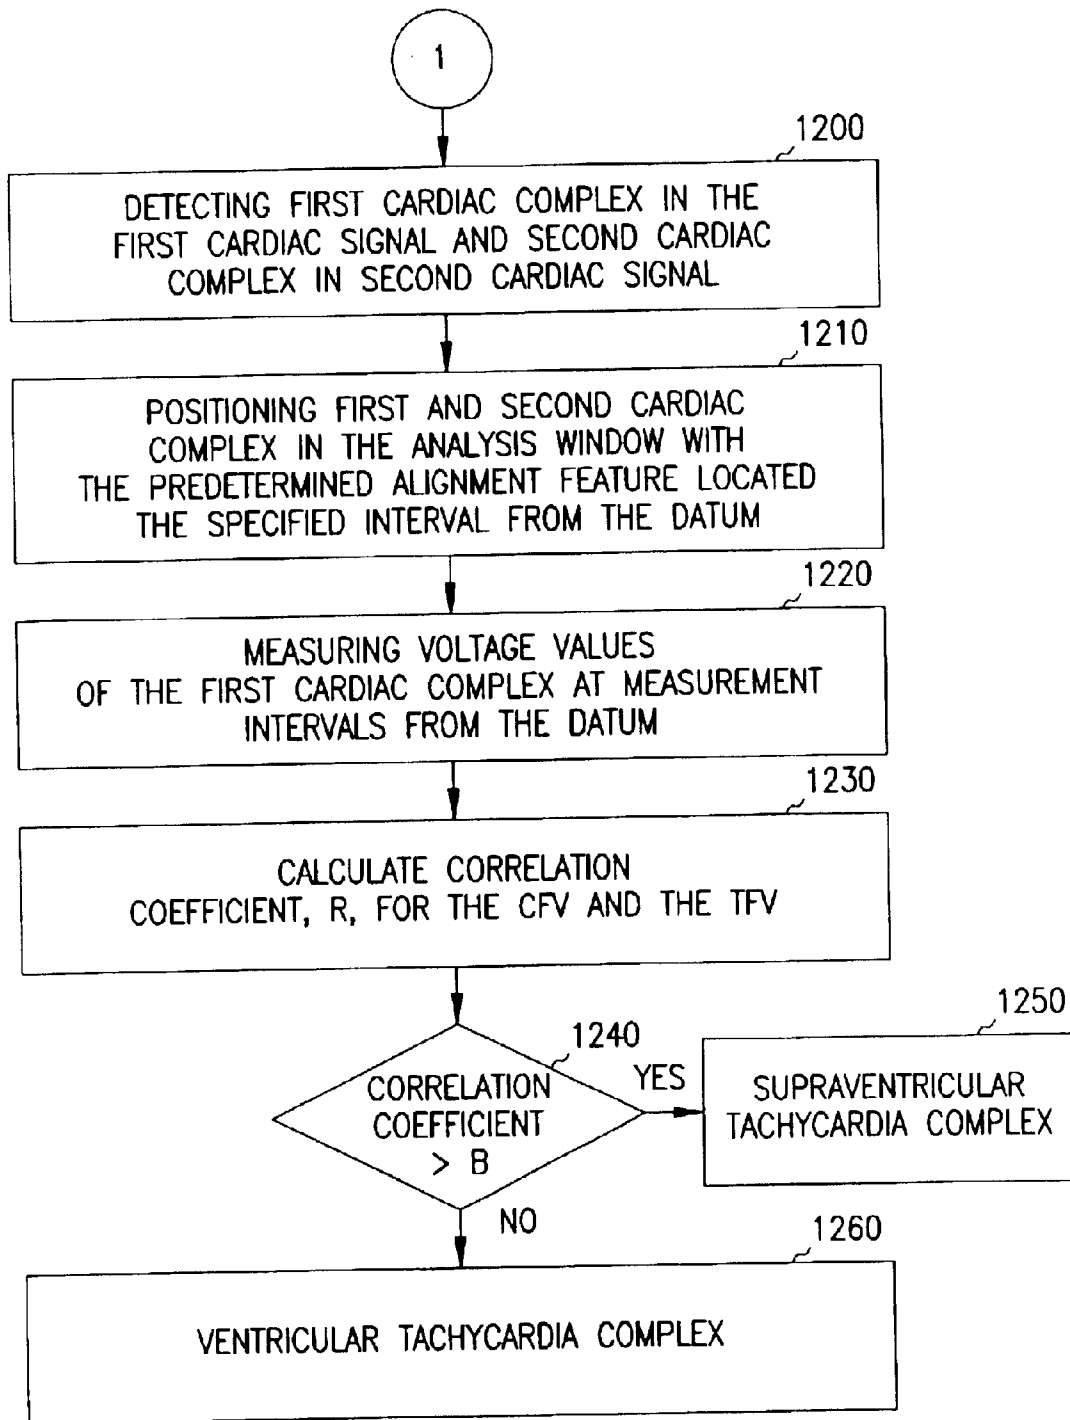 1
1200
DETECTING FIRST CARDIAC COMPLEX IN THE
FIRST CARDIAC SIGNAL AND SECOND CARDIAC
COMPLEX IN SECOND CARDIAC SIGNAL
1210
POSITIONING FIRST AND SECOND CARDIAC
COMPLEX IN THE ANALYSIS WINDOW WITH
THE PREDETERMINED ALIGNMENT FEATURE LOCATED
THE SPECIFIED INTERVAL FROM THE DATUM
1220
MEASURING VOLTAGE VALUES
OF THE FIRST CARDIAC COMPLEX AT MEASUREMENT
INTERVALS FROM THE DATUM
1230
CALCULATE CORRELATION
COEFFICIENT, R, FOR THE CFV AND THE TFV
1240
CORRELATION
COEFFICIENT
> B
YES
1250
SUPRAVENTRICULAR
TACHYCARDIA COMPLEX
NO
1260
VENTRICULAR TACHYCARDIA COMPLEX